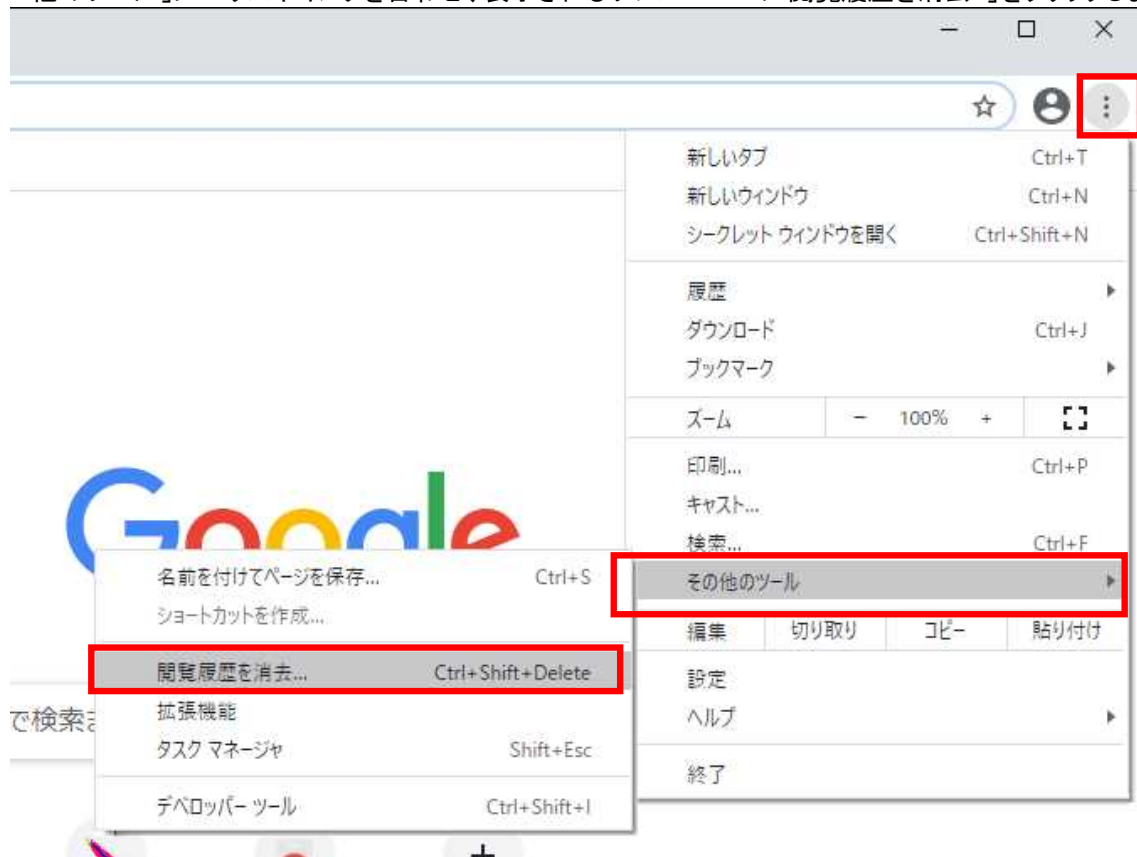 新しいタブ Ctrl+T
新しいウィンドウ Ctrl+N
シークレット ウィンドウを開く Ctrl+Shift+N
履歴
ダウンロード Ctrl+J
ブックマーク
ズーム − 100% +
印刷... Ctrl+P
キャスト...
検索... Ctrl+F
その他のツール
編集 切り取り コピー 貼り付け
設定
ヘルプ
終了
Google
名前を付けてページを保存... Ctrl+S
ショートカットを作成...
閲覧履歴を消去... Ctrl+Shift+Delete
拡張機能
タスク マネージャ Shift+Esc
デベロッパー ツール Ctrl+Shift+I
で検索